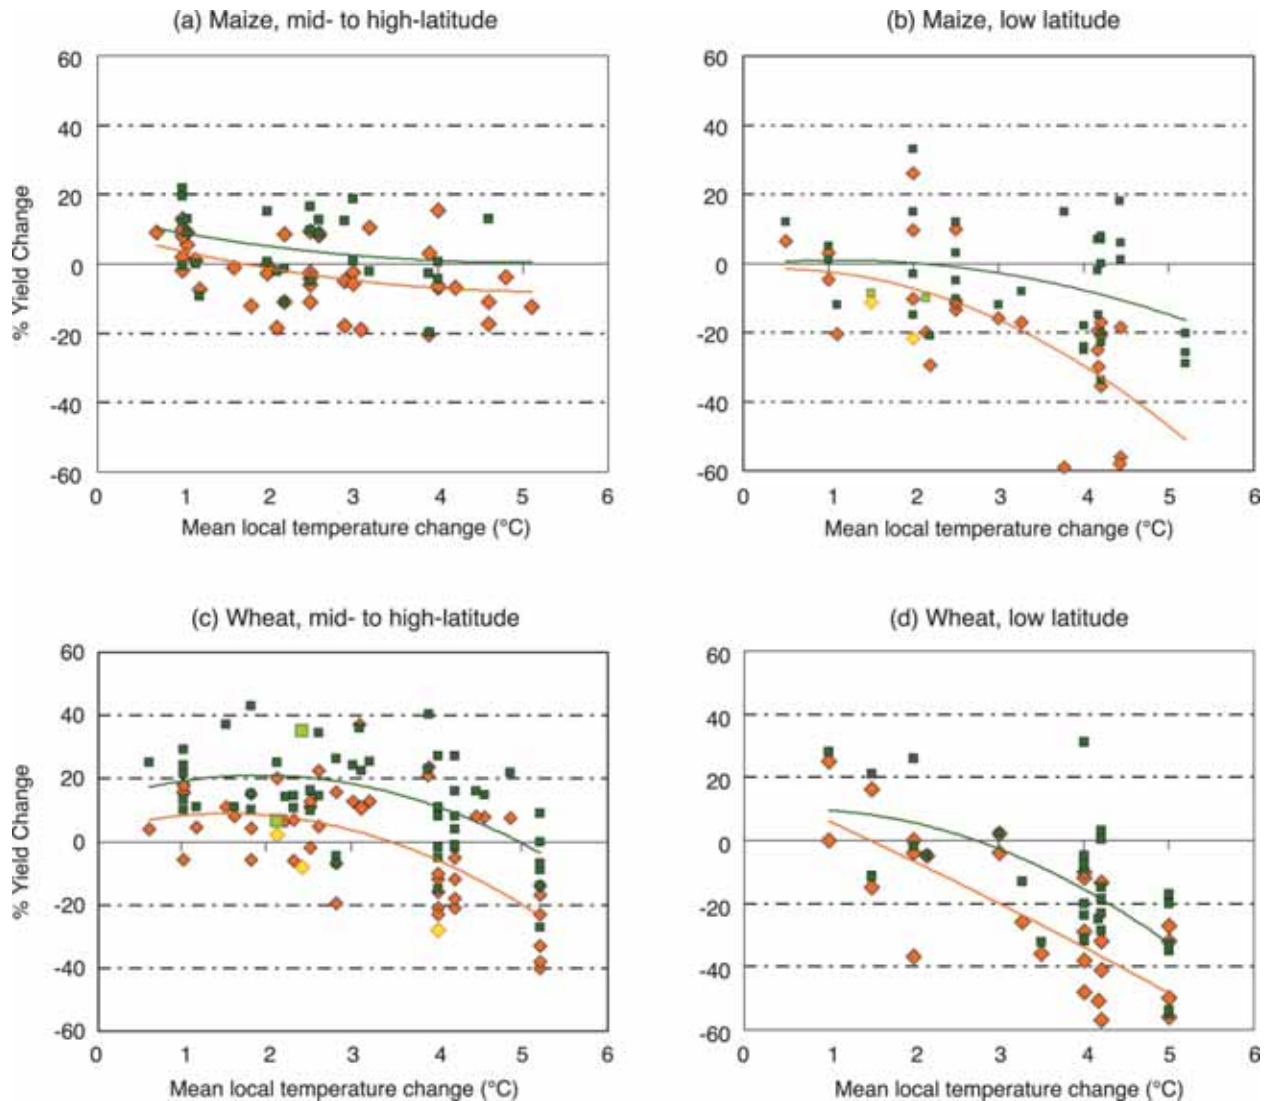 (a) Maize, mid- to high-latitude
60
40
20
0
-20
-40
-60
% Yield Change
0 1 2 3 4 5 6
Mean local temperature change (°C)
(b) Maize, low latitude
60
40
20
0
-20
-40
-60
0 1 2 3 4 5 6
Mean local temperature change (°C)
(c) Wheat, mid- to high-latitude
60
40
20
0
-20
-40
-60
% Yield Change
0 1 2 3 4 5 6
Mean local temperature change (°C)
(d) Wheat, low latitude
60
40
20
0
-20
-40
-60
0 1 2 3 4 5 6
Mean local temperature change (°C)